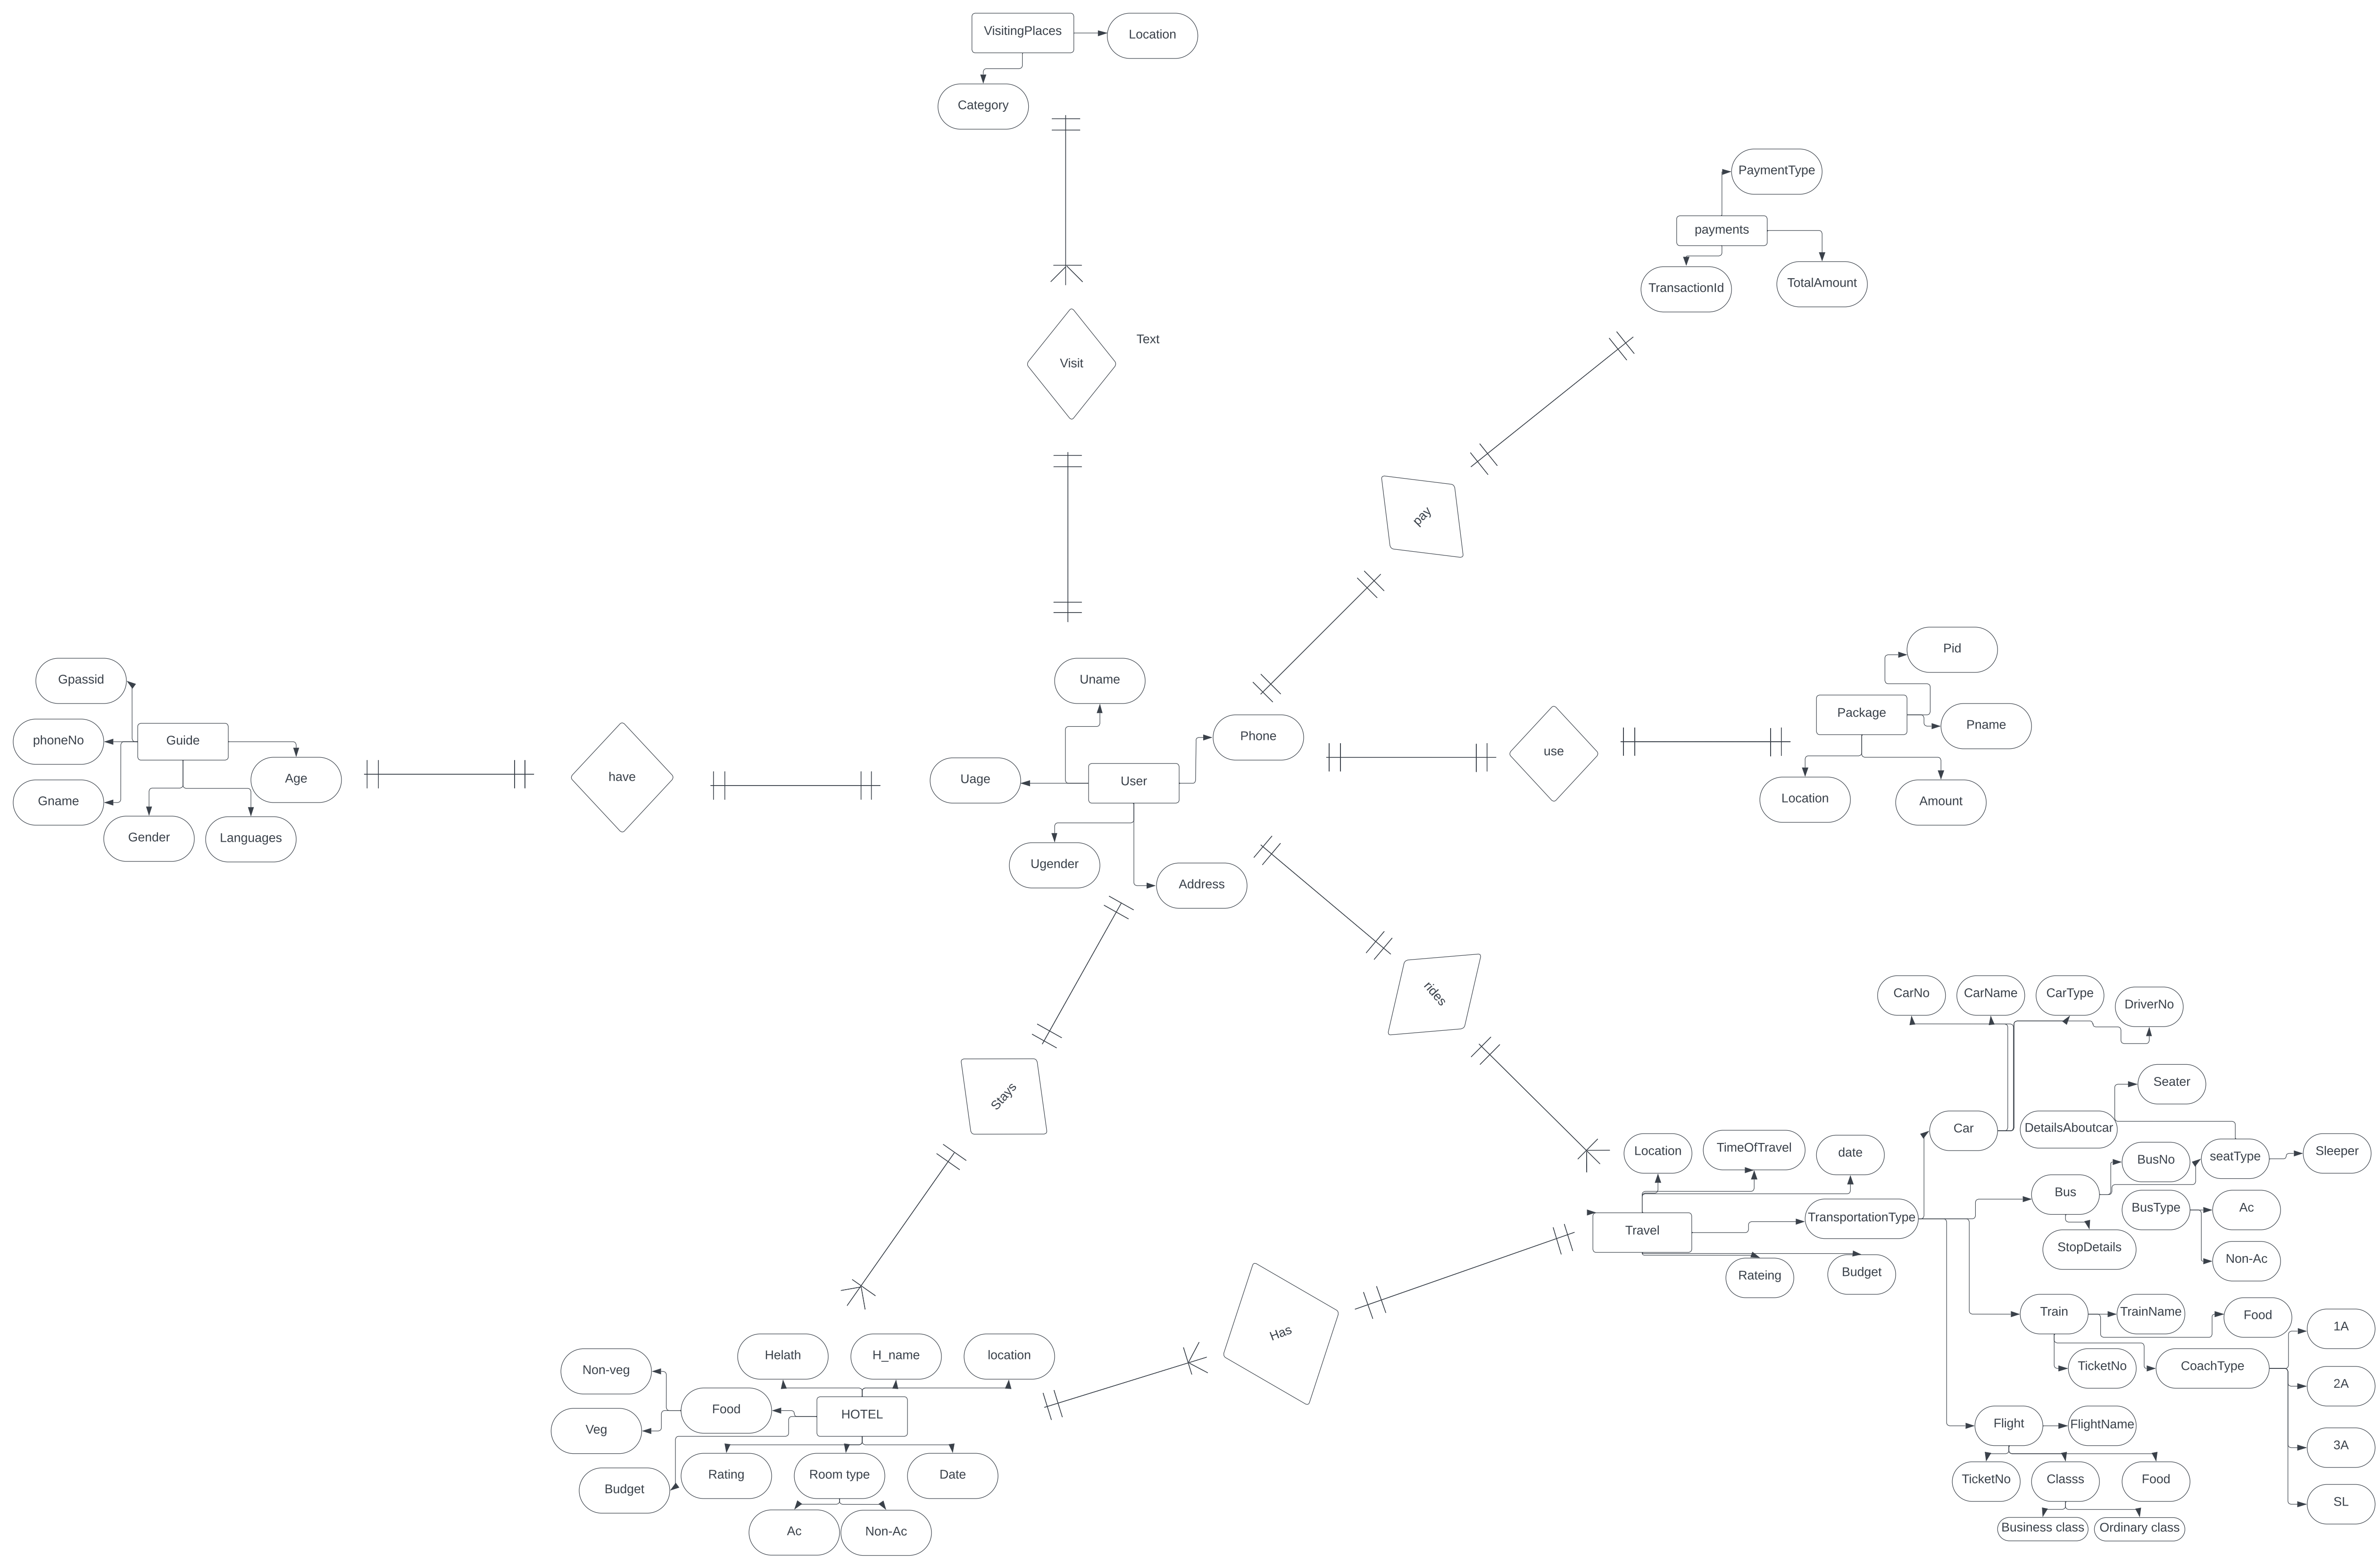 VisitingPlaces
Location
Category
PaymentType
payments
TransactionId
TotalAmount
Text
Visit
pay
Uname
Phone
Uage
User
Ugender
Address
Gpassid
phoneNo
Guide
Gname
Age
Gender
Languages
have
use
Pid
Package
Pname
Location
Amount
rides
Stays
CarNo
CarName
CarType
DriverNo
Seater
Car
DetailsAboutcar
seatType
Sleeper
BusNo
Bus
BusType
Ac
StopDetails
Non-Ac
Location
TimeOfTravel
date
Travel
TransportationType
Rateing
Budget
Train
TrainName
Food
TicketNo
CoachType
1A
2A
3A
SL
Flight
FlightName
TicketNo
Classs
Food
Business class
Ordinary class
Has
Helath
H_name
location
Non-veg
Food
HOTEL
Veg
Budget
Rating
Room type
Date
Ac
Non-Ac